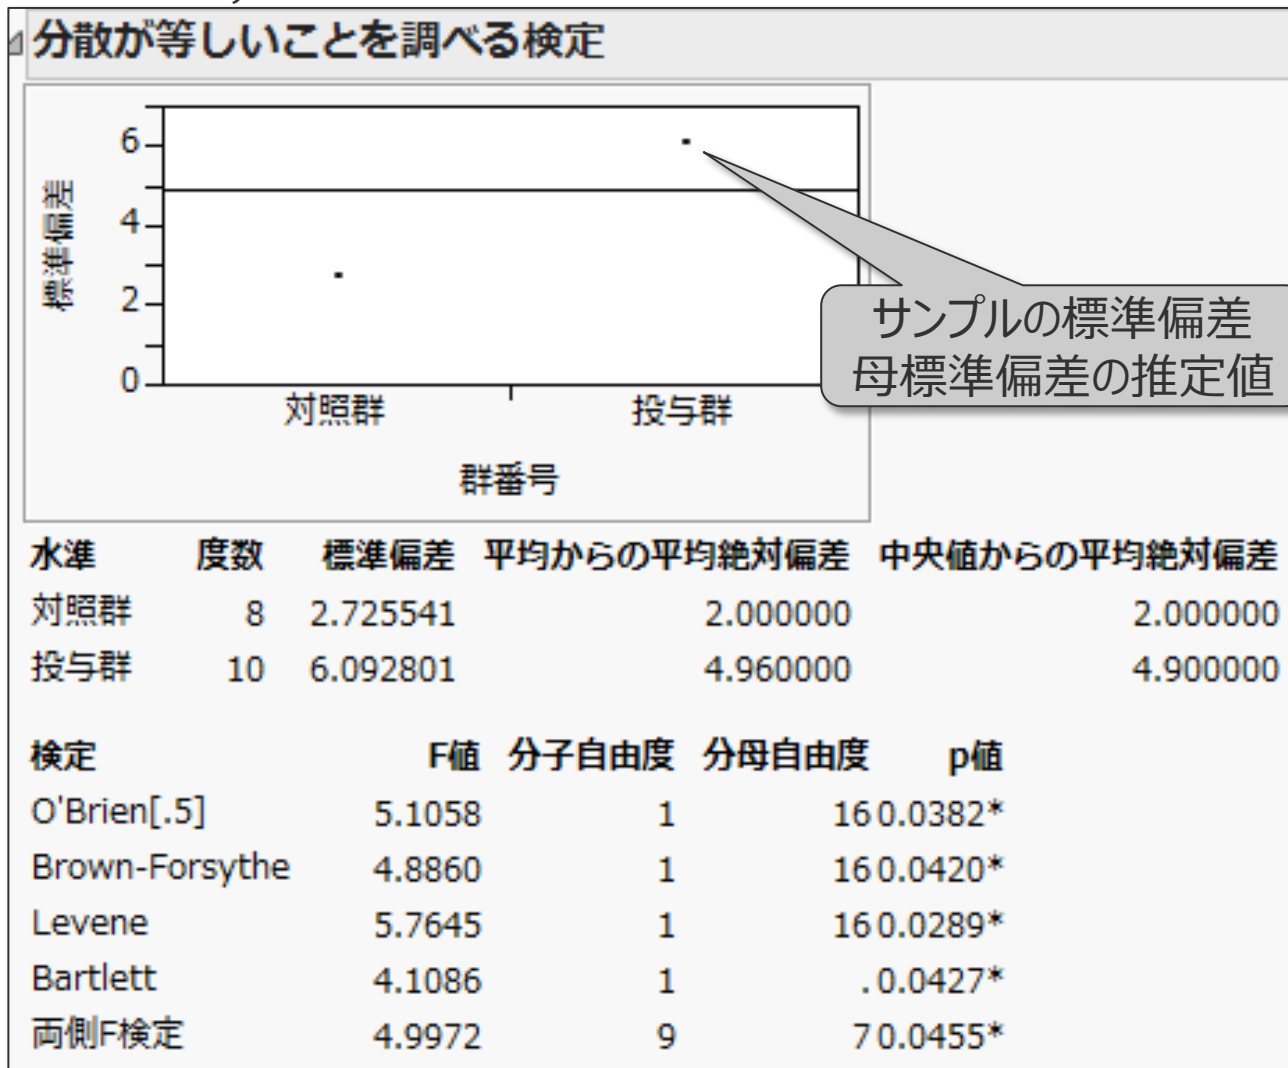 分散が等しいことを調べる検定
6
4
2
0
標準偏差
対照群 投与群
群番号
サンプルの標準偏差
母標準偏差の推定値
水準 度数 標準偏差 平均からの平均絶対偏差 中央値からの平均絶対偏差
対照群 8 2.725541 2.000000 2.000000
投与群 10 6.092801 4.960000 4.900000
検定 F値 分子自由度 分母自由度 p値
O'Brien[.5] 5.1058 1 16 0.0382*
Brown-Forsythe 4.8860 1 16 0.0420*
Levene 5.7645 1 16 0.0289*
Bartlett 4.1086 1 . 0.0427*
両側F検定 4.9972 9 7 0.0455*